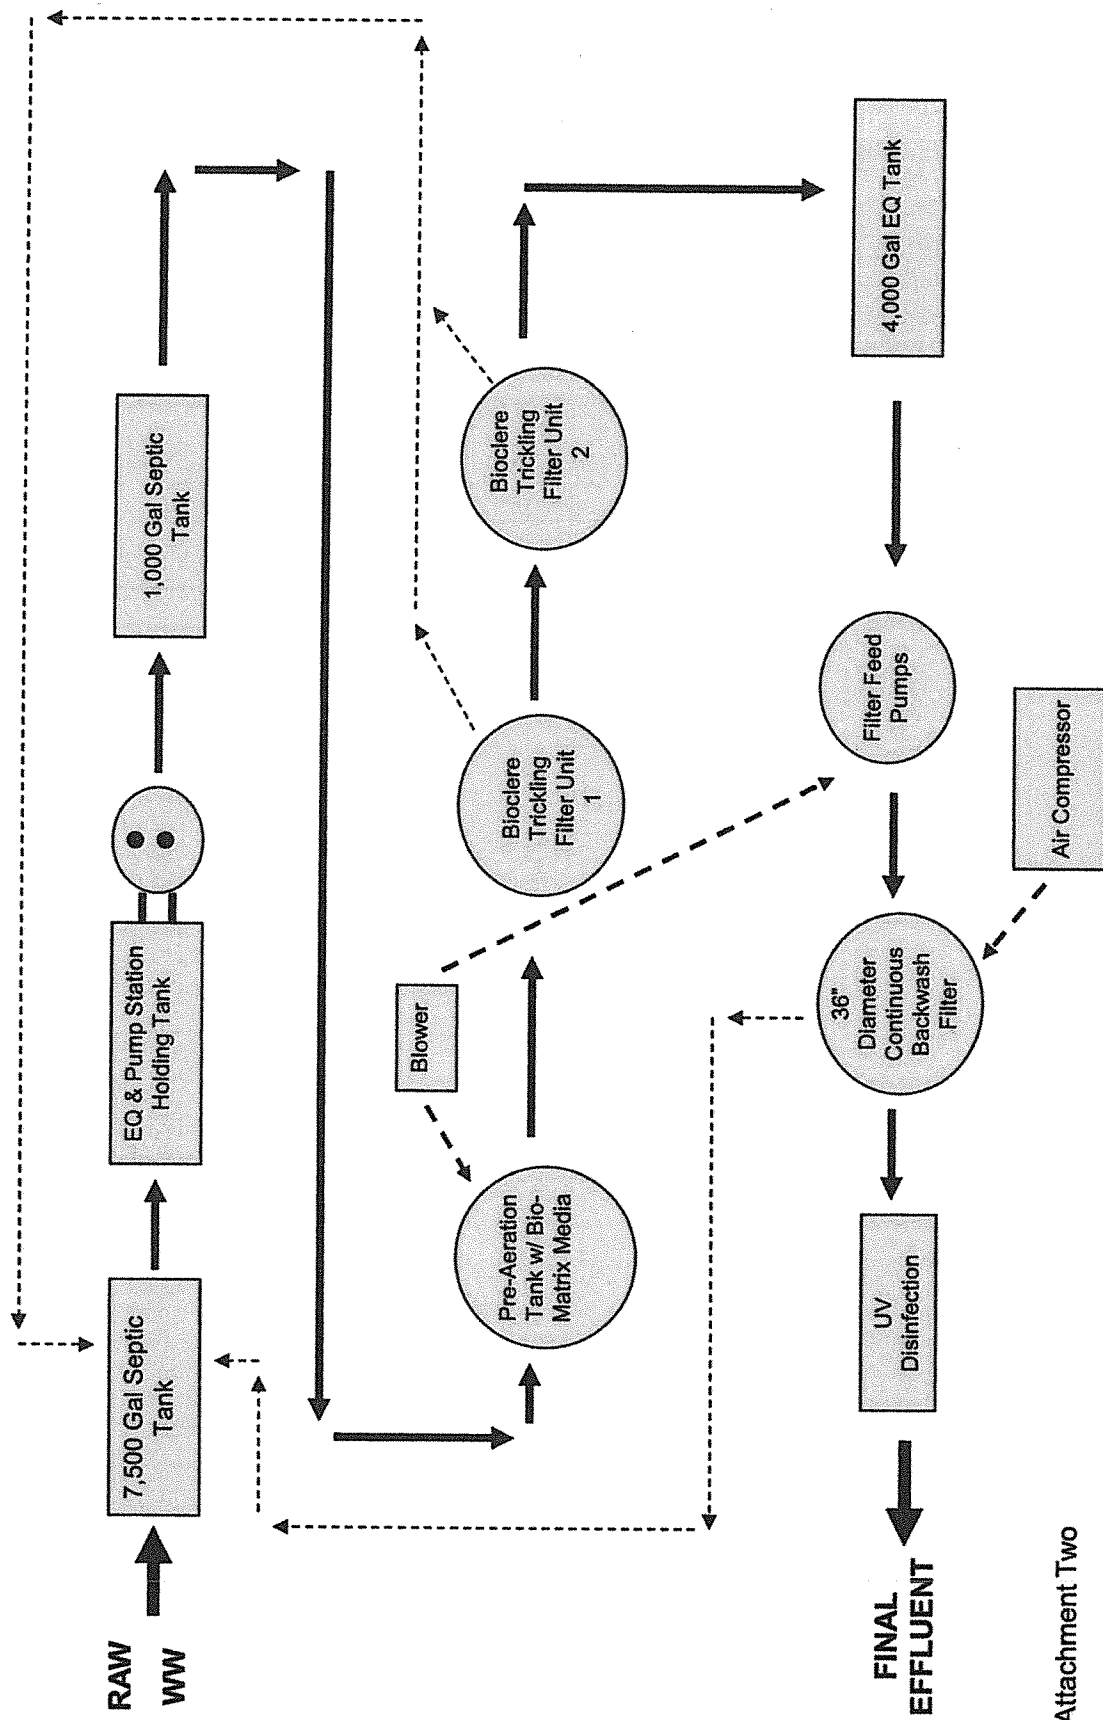 RAW
WW
7,500 Gal Septic
Tank
EQ & Pump Station
Holding Tank
1,000 Gal Septic
Tank
Pre-Aeration
Tank w/ Bio-
Matrix Media
Blower
Bioclere
Trickling
Filter Unit
1
Bioclere
Trickling
Filter Unit
2
4,000 Gal EQ Tank
Filter Feed
Pumps
36"
Diameter
Continuous
Backwash
Filter
Air Compressor
UV
Disinfection
FINAL
EFFLUENT
Attachment Two